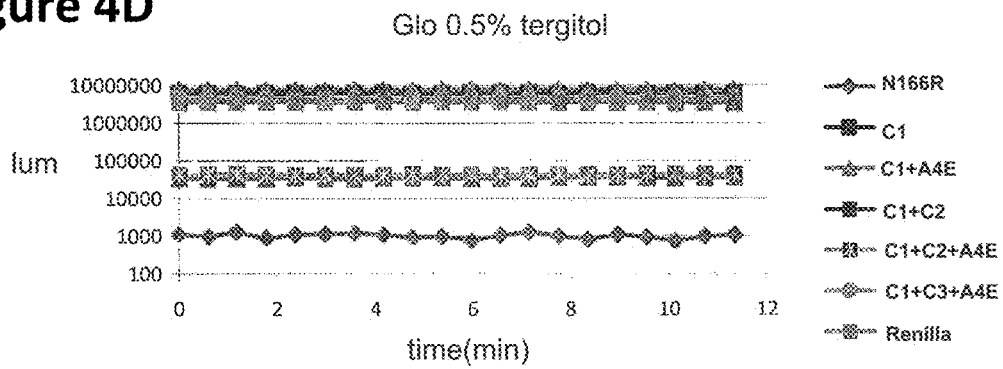 gure 4D
Glo 0.5% tergitol
10000000
1000000
100000
10000
1000
100
lum
0 2 4 6 8 10 12
time(min)
N166R
C1
C1+A4E
C1+C2
C1+C2+A4E
C1+C3+A4E
Renilla